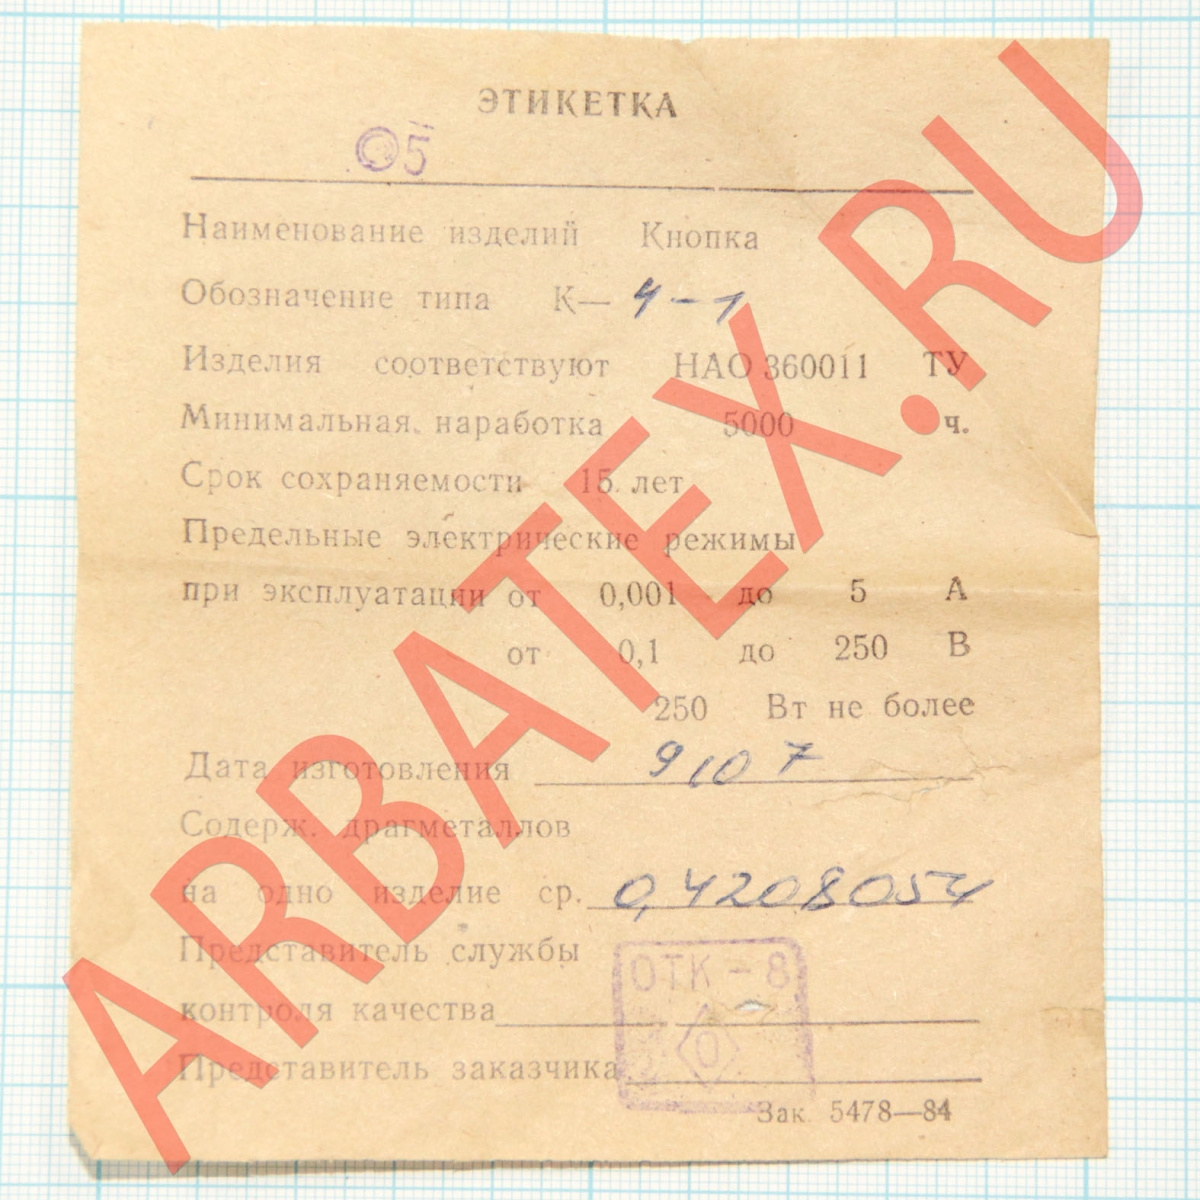 ЭТИКЕТКА
05
Наименование изделий Кнопка
Обозначение типа К— 4-1
Изделия соответствуют НАО 360011 ТУ
Минимальная наработка 5000 ч.
Срок сохраняемости 15 лет
Предельные электрические режимы
при эксплуатации от 0,001 до 5 А
от 0,1 до 250 В
250 Вт не более
Дата изготовления 9107
Содерж. драгметаллов
на одно изделие ср. 0,4208054
Представитель службы
ОТК-8
контроля качества
О
Представитель заказчика
Зак 5478—84
ARBATEX.RU